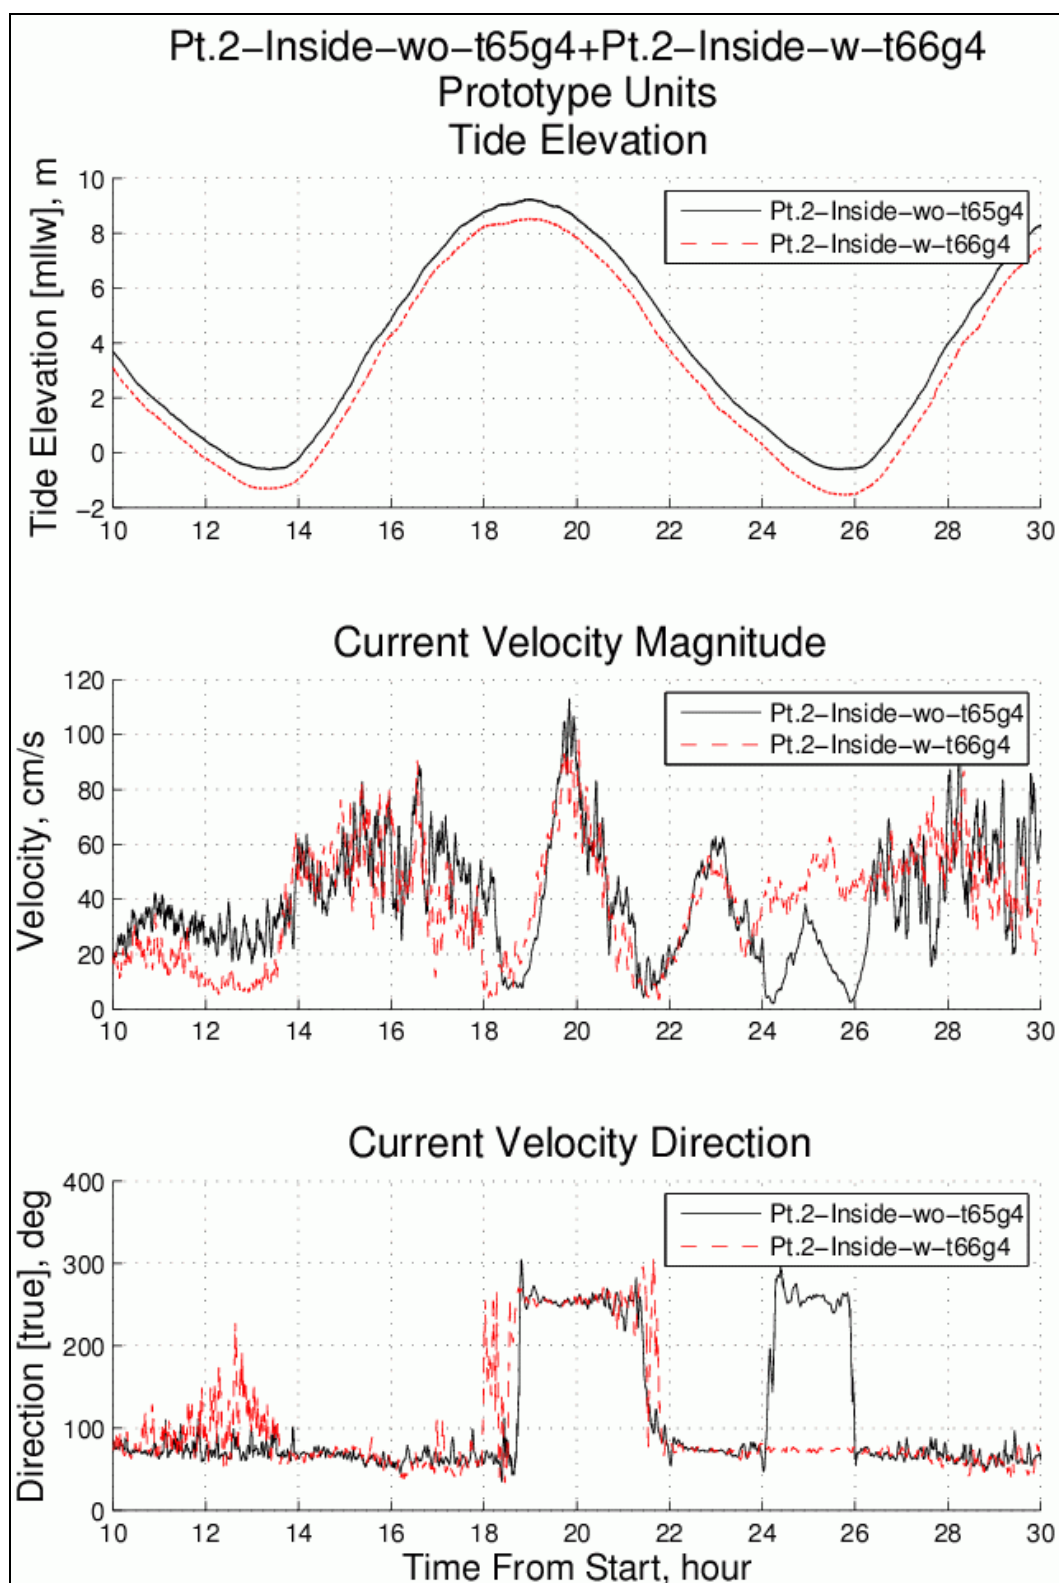 Pt.2−Inside−wo−t65g4+Pt.2−Inside−w−t66g4
Prototype Units
Tide Elevation
Tide Elevation [mllw], m
10
8
6
4
2
0
−2
Pt.2−Inside−wo−t65g4
Pt.2−Inside−w−t66g4
10 12 14 16 18 20 22 24 26 28 30
Current Velocity Magnitude
Velocity, cm/s
120
100
80
60
40
20
0
Pt.2−Inside−wo−t65g4
Pt.2−Inside−w−t66g4
10 12 14 16 18 20 22 24 26 28 30
Current Velocity Direction
Direction [true], deg
400
300
200
100
0
Pt.2−Inside−wo−t65g4
Pt.2−Inside−w−t66g4
10 12 14 16 18 20 22 24 26 28 30
Time From Start, hour